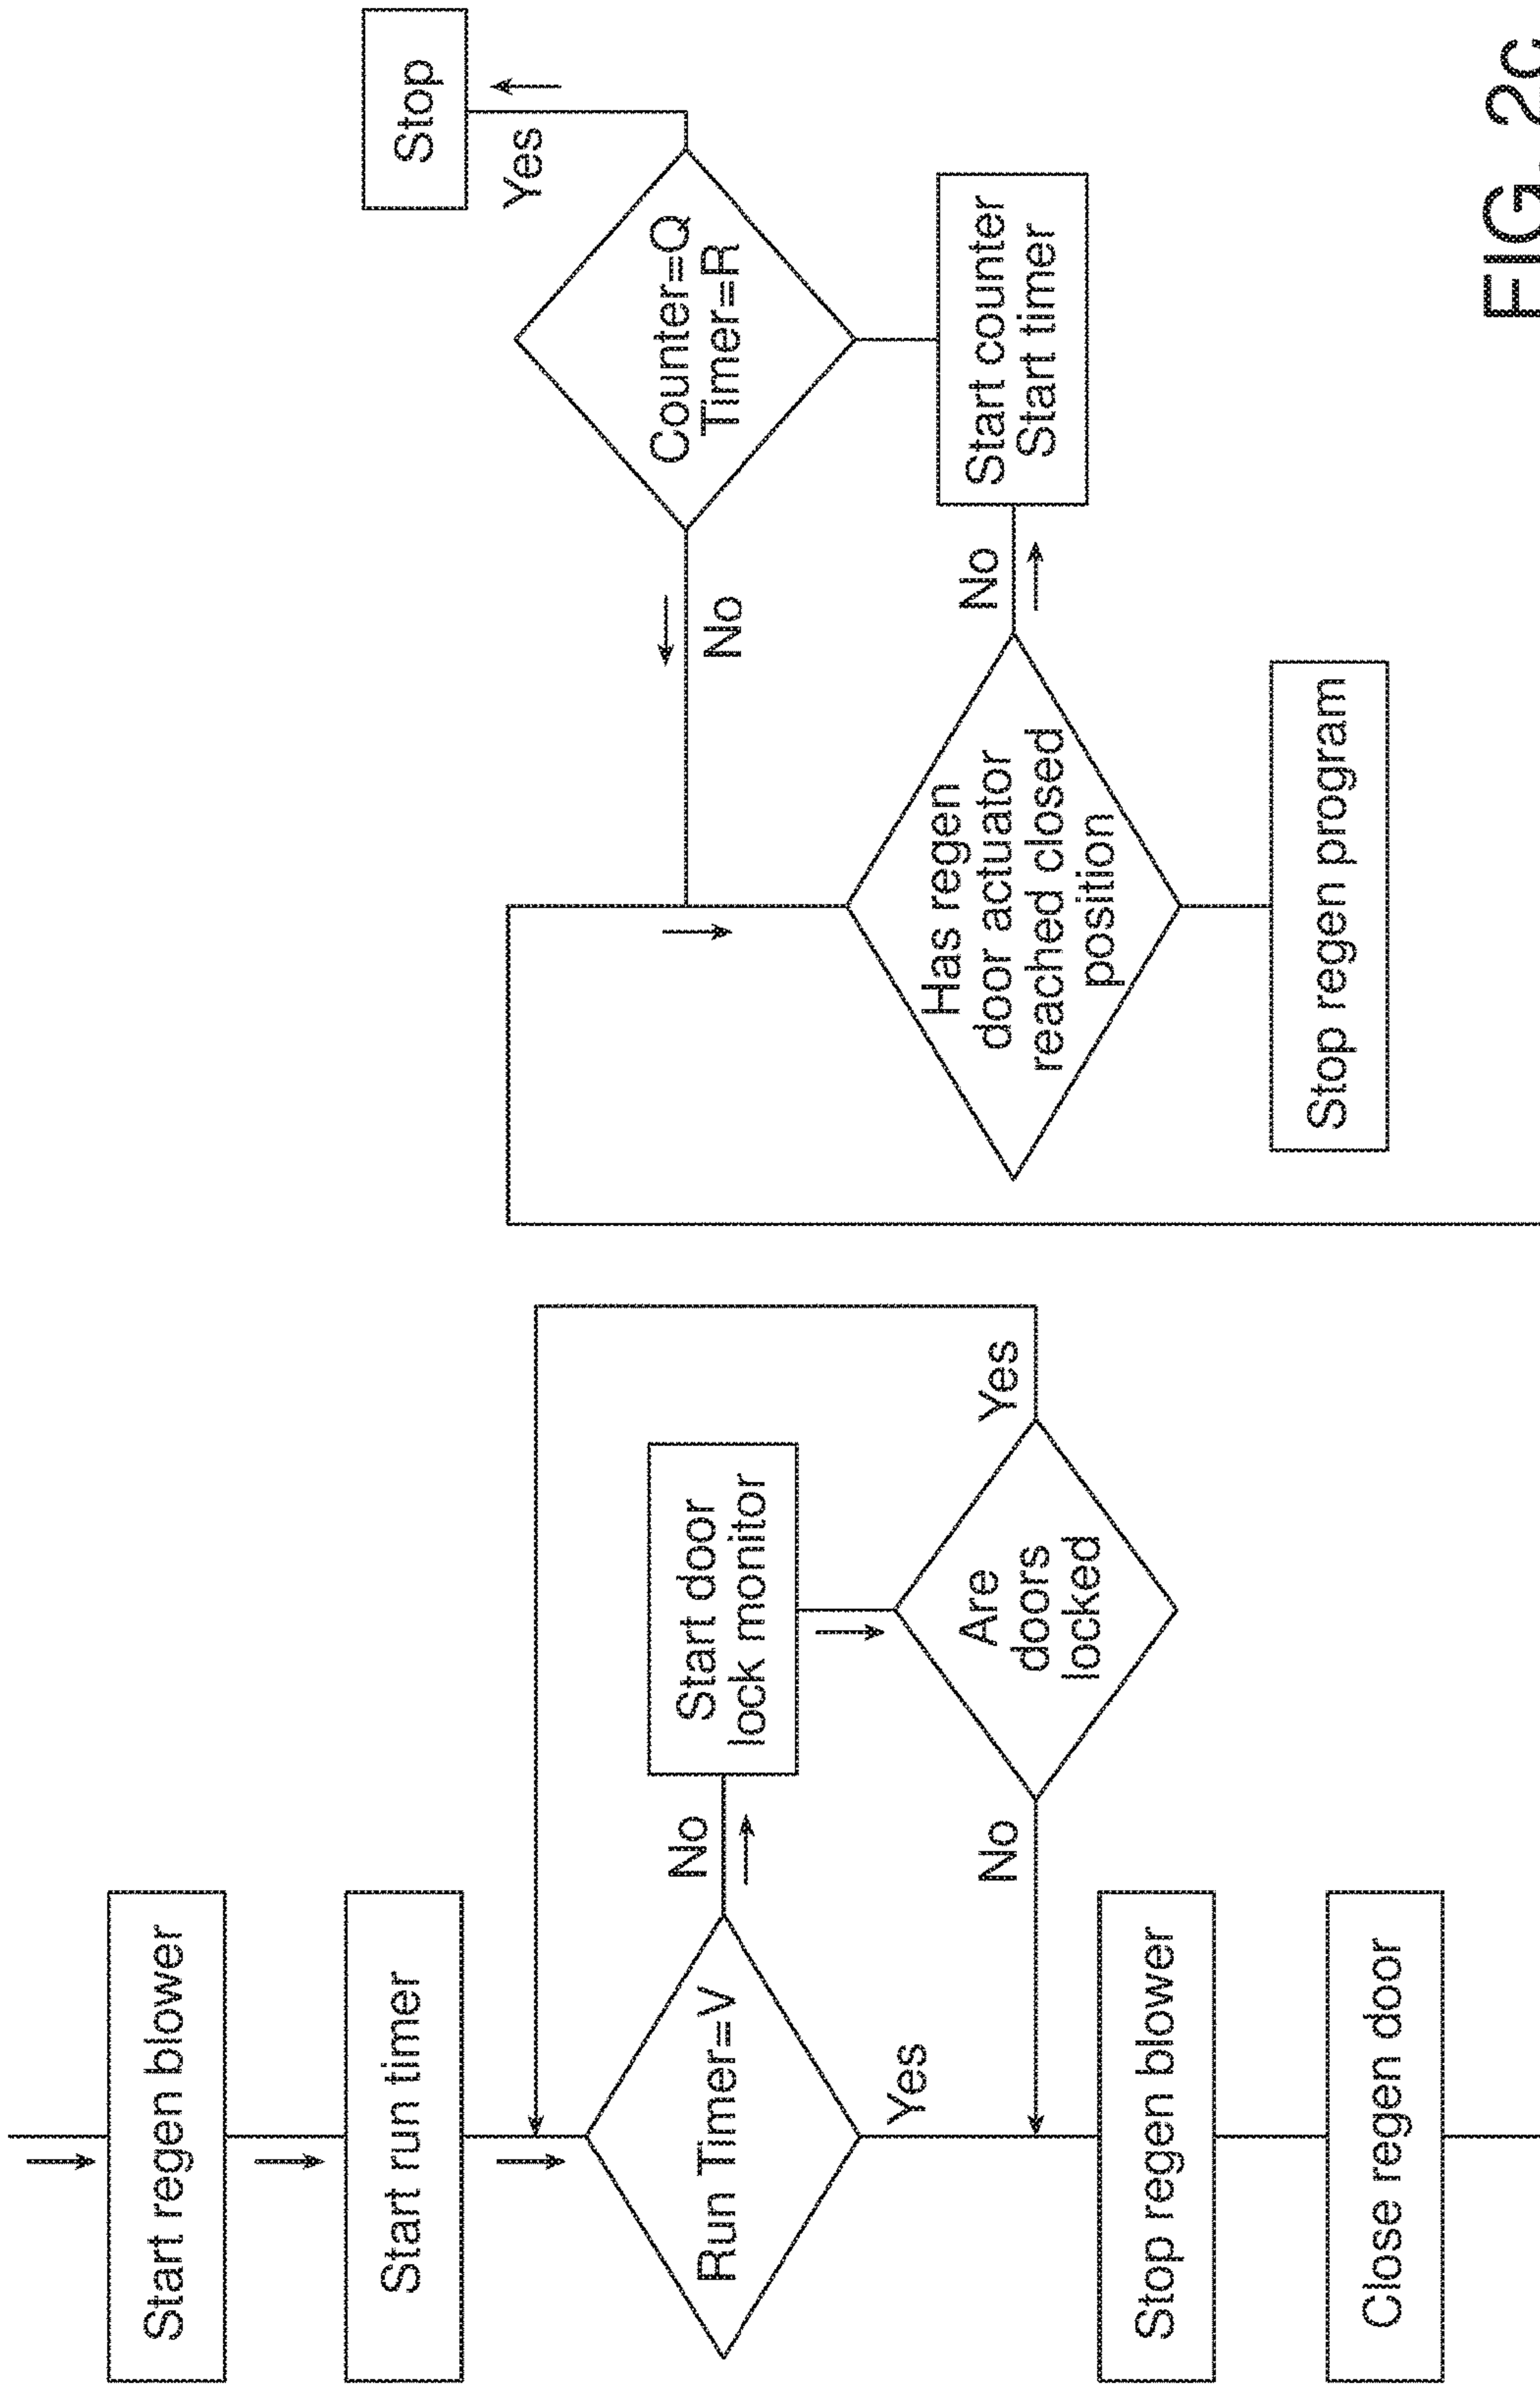 Start regen blower
Start run timer
Run Timer=V
No
Start door
lock monitor
Are
doors
locked
Yes
No
Yes
Stop regen blower
Close regen door
Has regen
door actuator
reached closed
position
No
Start counter
Start timer
Counter=Q
Timer=R
No
Yes
Stop
Stop regen program
FIG. 2c